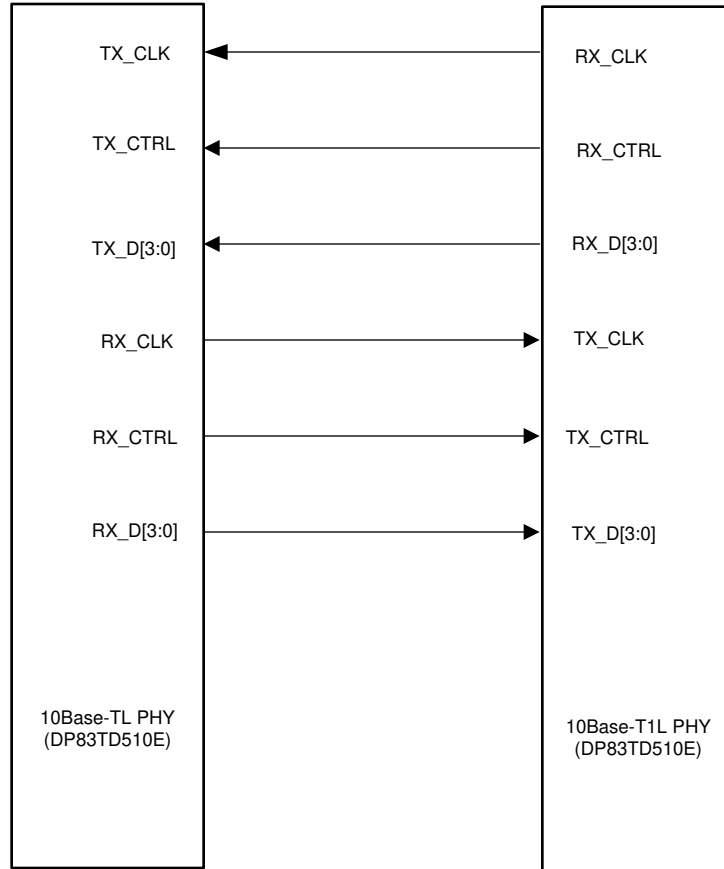 TX_CLK
RX_CLK
TX_CTRL
RX_CTRL
TX_D[3:0]
RX_D[3:0]
RX_CLK
TX_CLK
RX_CTRL
TX_CTRL
RX_D[3:0]
TX_D[3:0]
10Base-TL PHY
(DP83TD510E)
10Base-T1L PHY
(DP83TD510E)